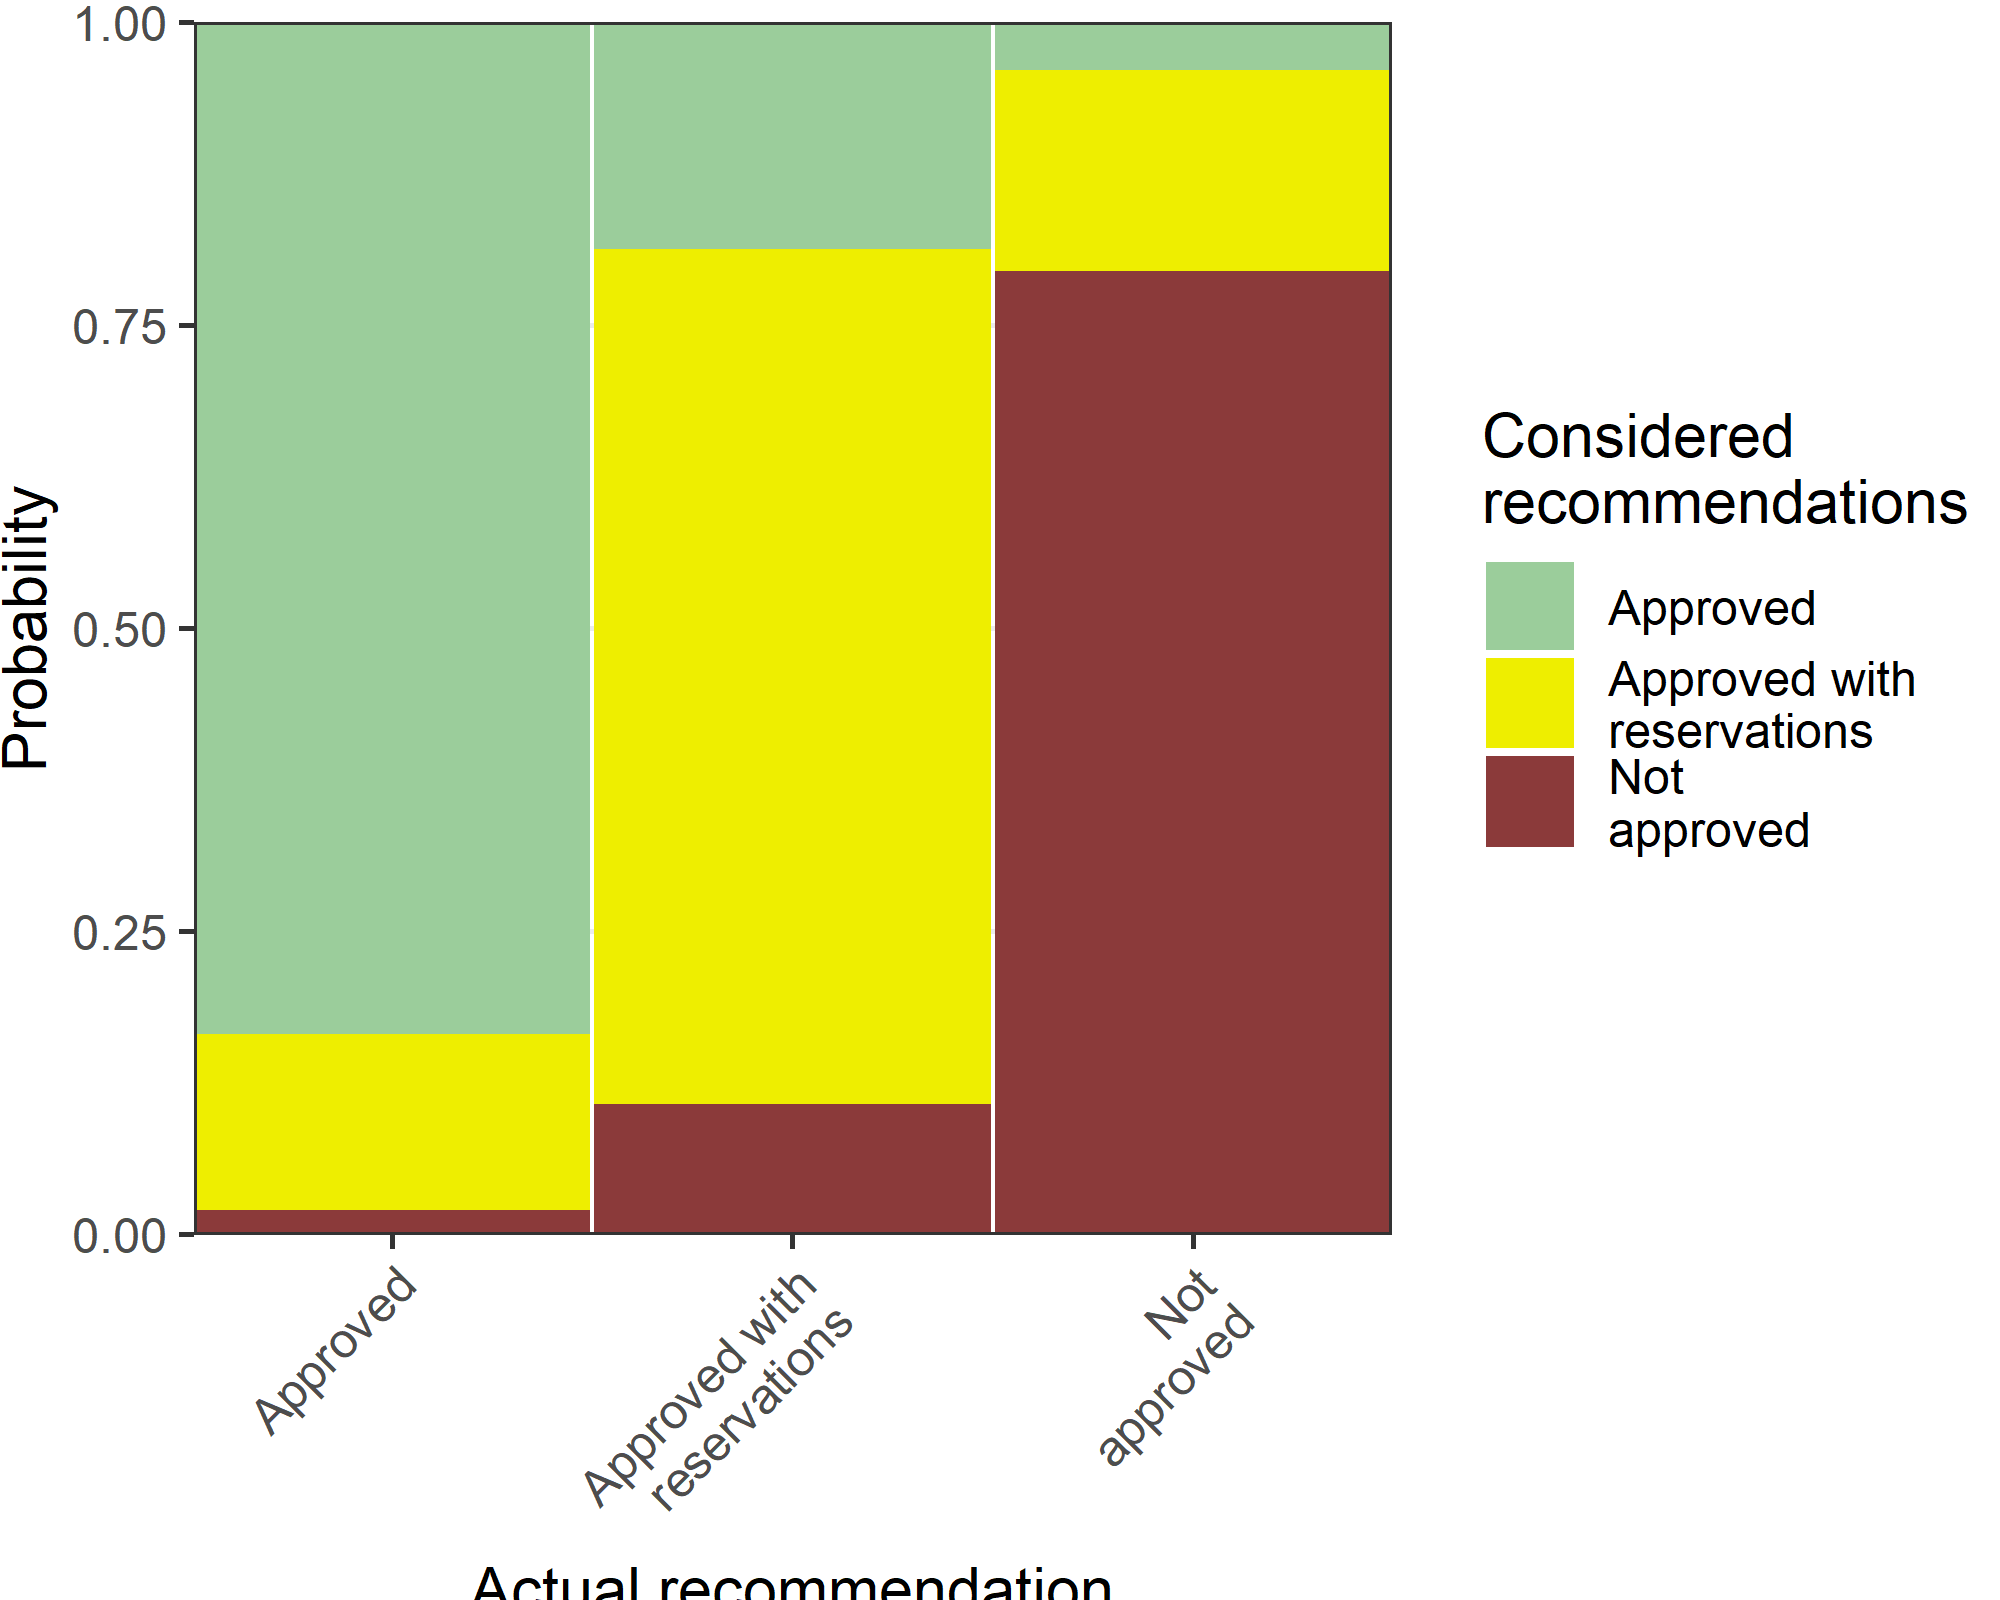 1.00
0.75
0.50
0.25
0.00
Probability
Approved
Approved with
reservations
Not
approved
Actual recommendation
Considered
recommendations
Approved
Approved with
reservations
Not
approved